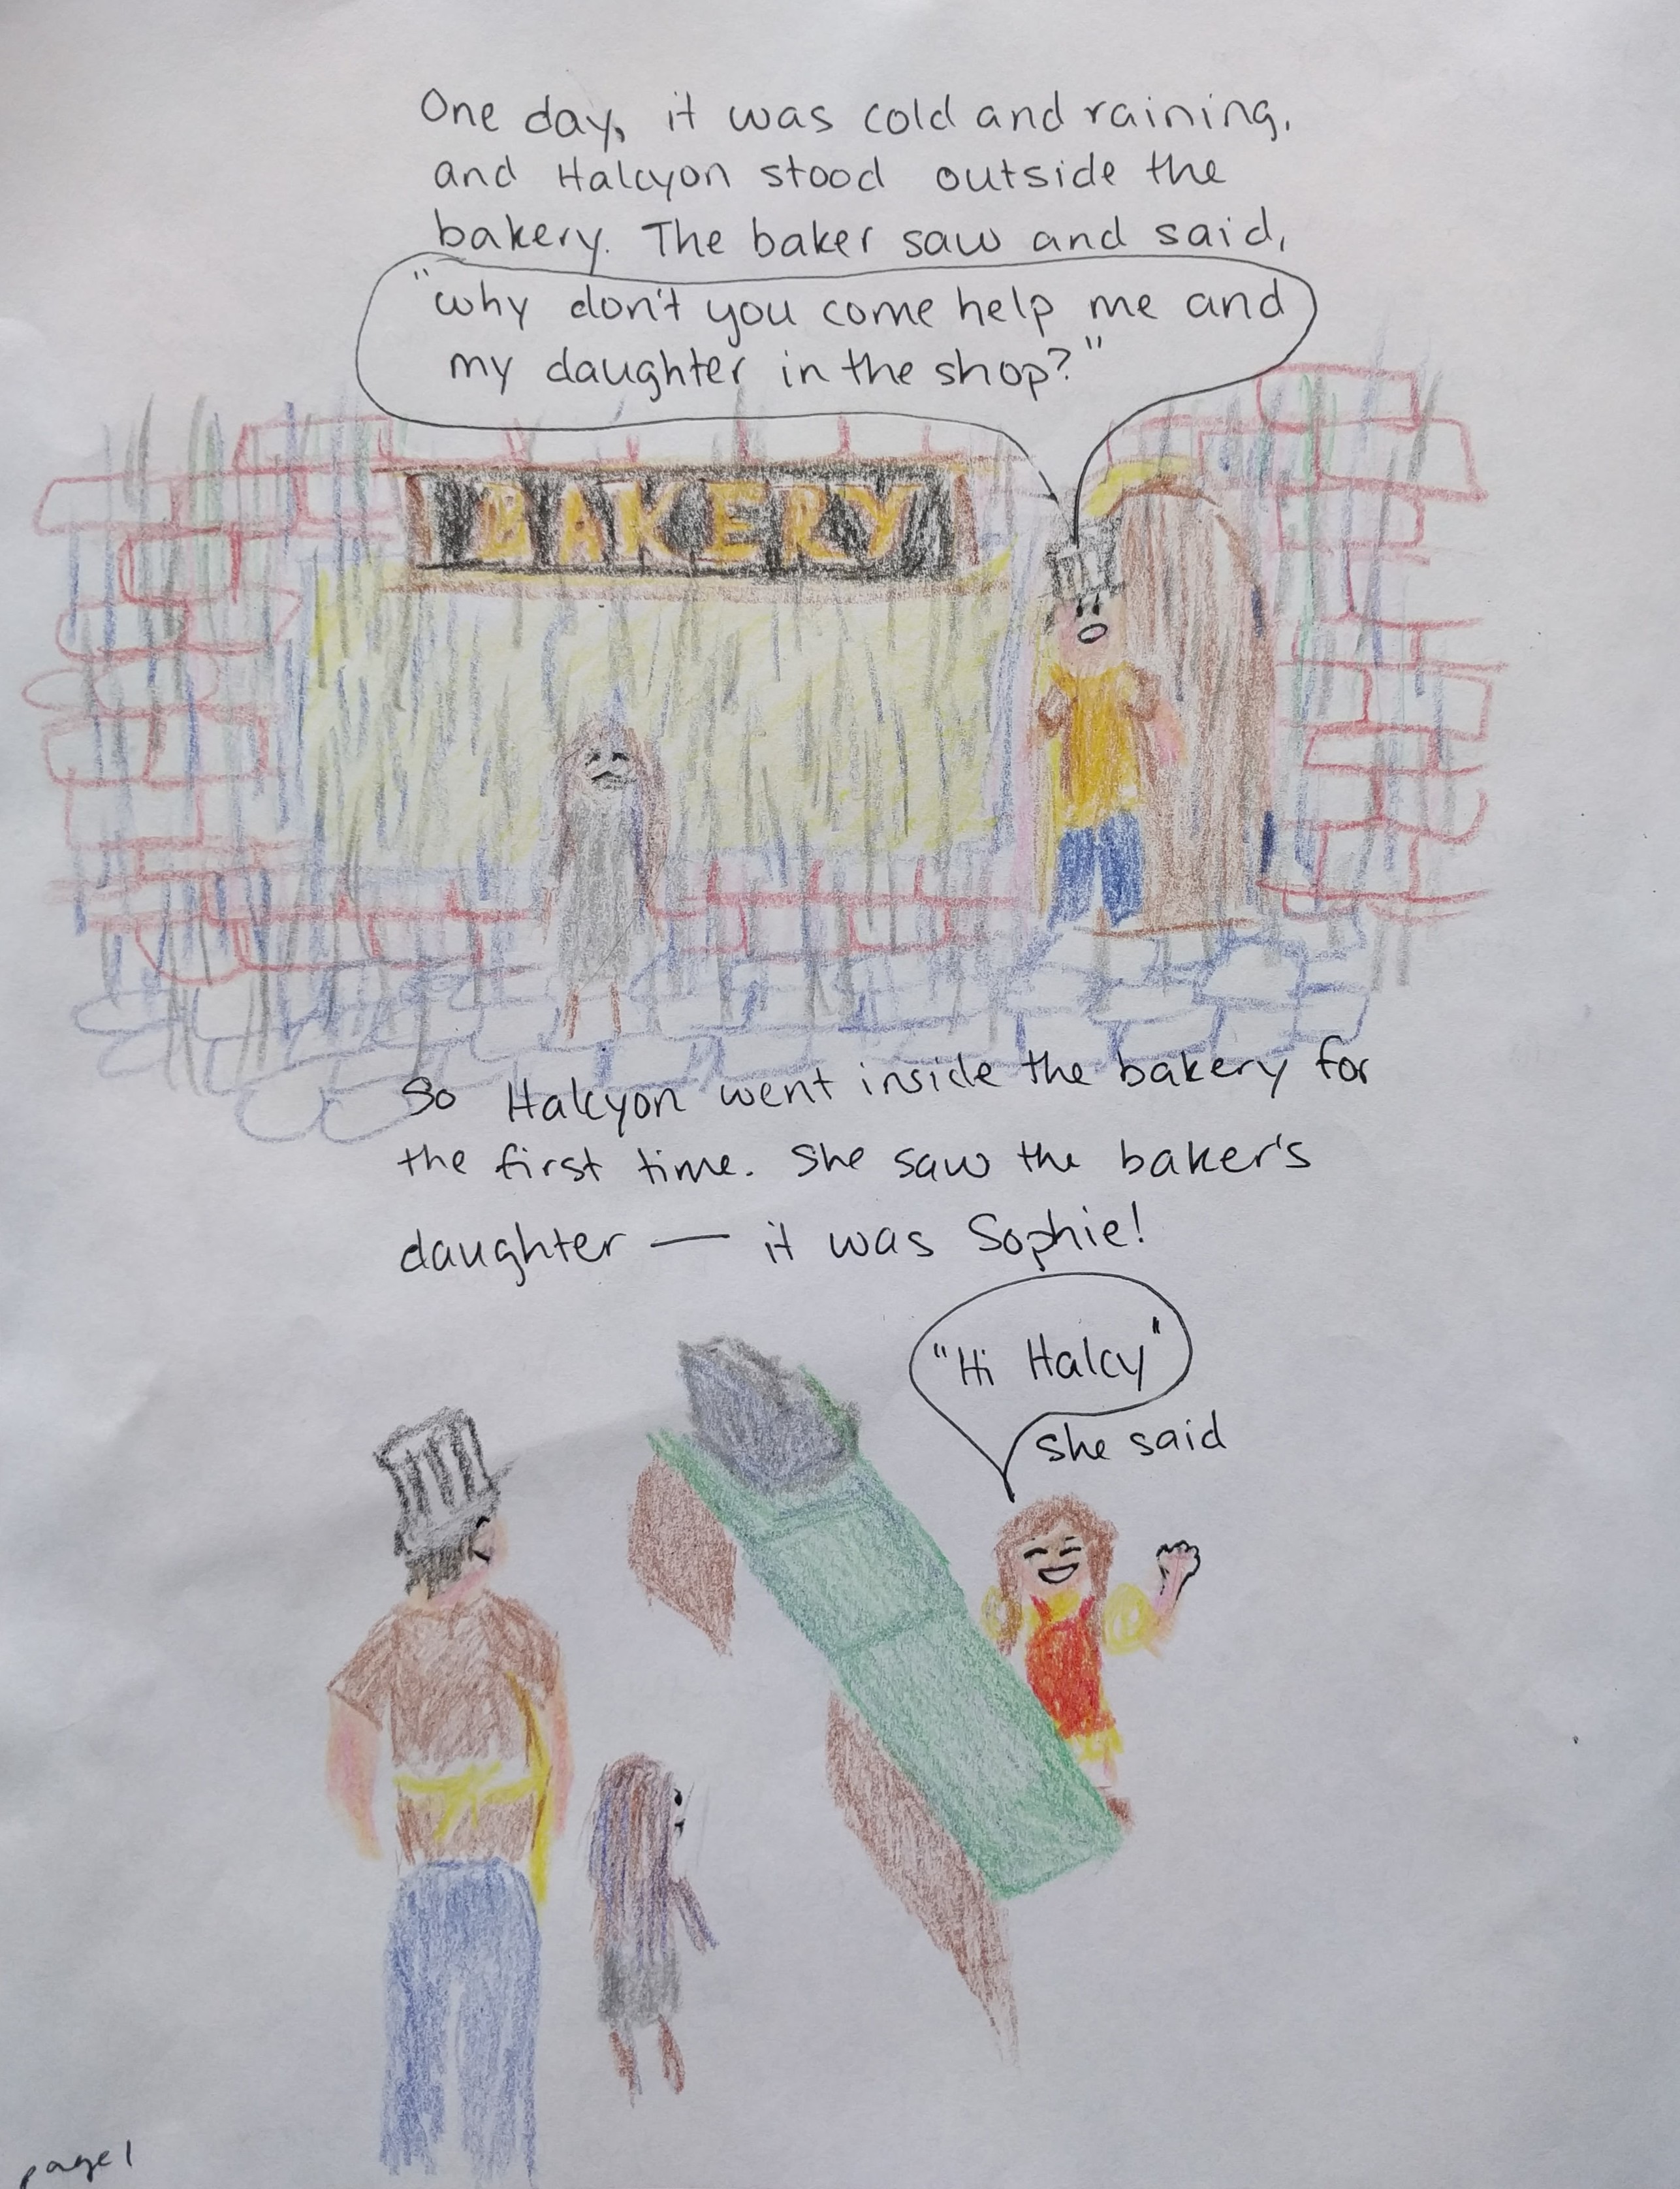 One day, it was cold and raining,
and Halcyon stood outside the
bakery. The baker saw and said,
"why don't you come help me and
my daughter in the shop?"
BAKERY
So Halcyon went inside the bakery for
the first time. She saw the baker's
daughter — it was Sophie!
"Hi Halcy"
she said
page 1